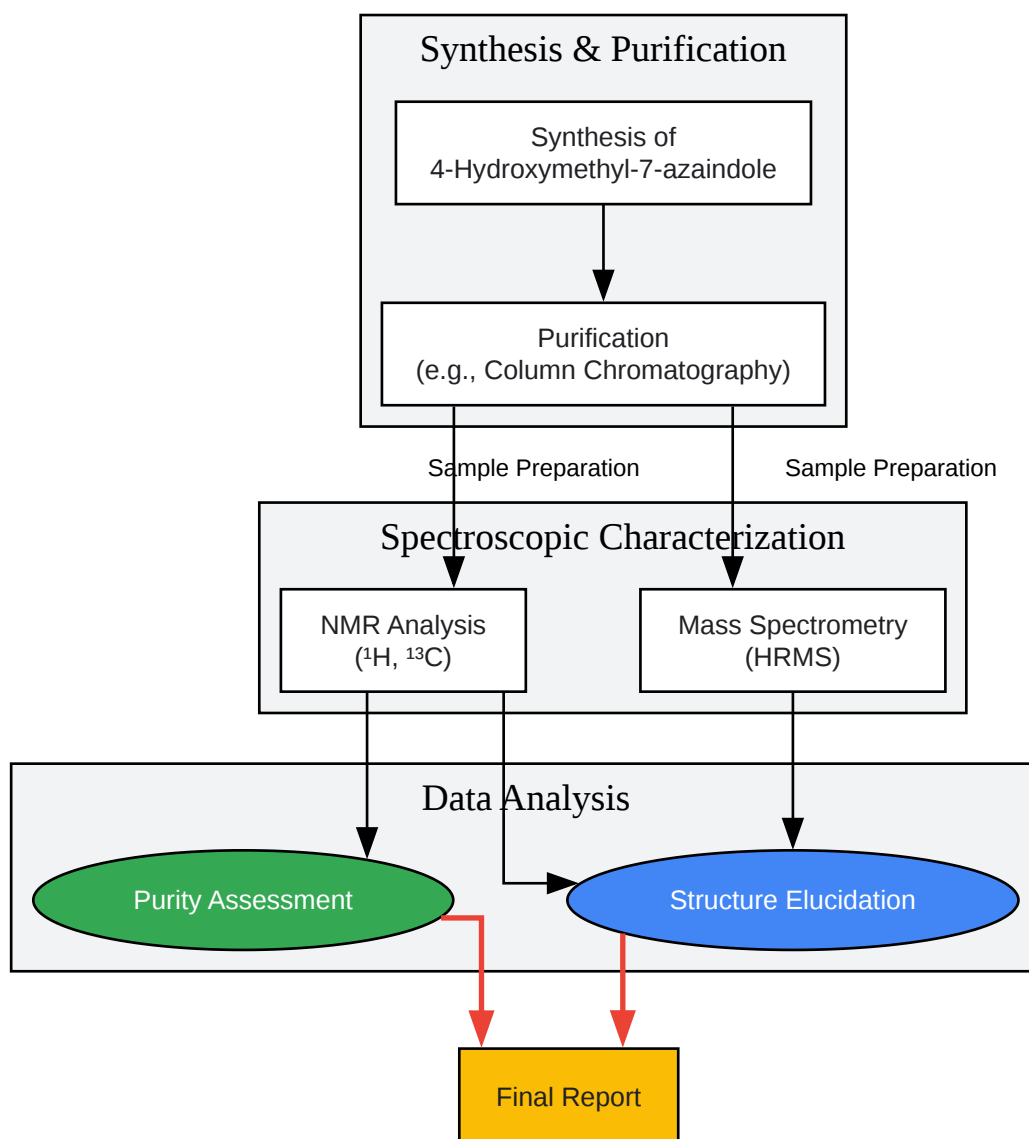 Synthesis & Purification
Synthesis of
4-Hydroxymethyl-7-azaindole
Purification
(e.g., Column Chromatography)
Sample Preparation
Sample Preparation
Spectroscopic Characterization
NMR Analysis
(¹H, ¹³C)
Mass Spectrometry
(HRMS)
Data Analysis
Purity Assessment
Structure Elucidation
Final Report